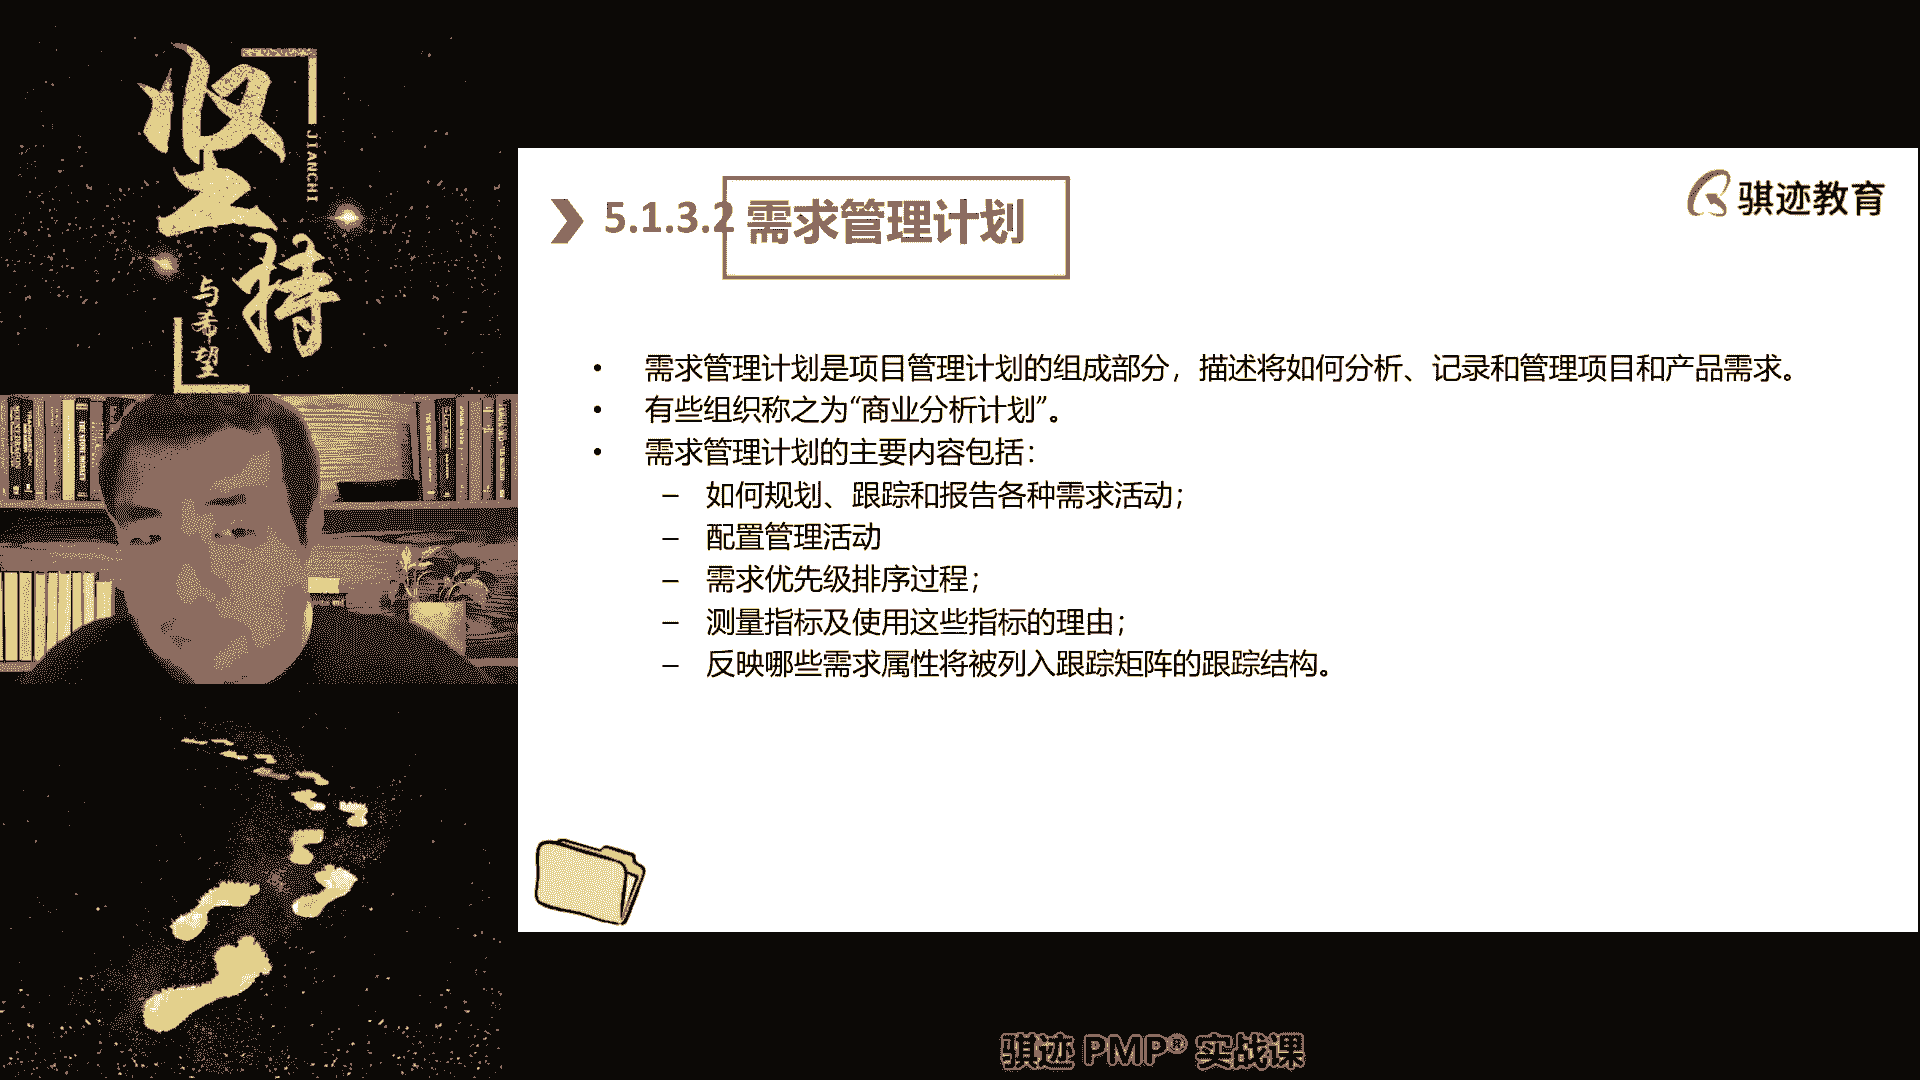 坚持
JIANCHI
与希望
5.1.3.2 需求管理计划
骐迹教育
• 需求管理计划是项目管理计划的组成部分，描述将如何分析、记录和管理项目和产品需求。
• 有些组织称之为“商业分析计划”。
• 需求管理计划的主要内容包括：
– 如何规划、跟踪和报告各种需求活动；
– 配置管理活动
– 需求优先级排序过程；
– 测量指标及使用这些指标的理由；
– 反映哪些需求属性将被列入跟踪矩阵的跟踪结构。
骐迹 PMP® 实战课